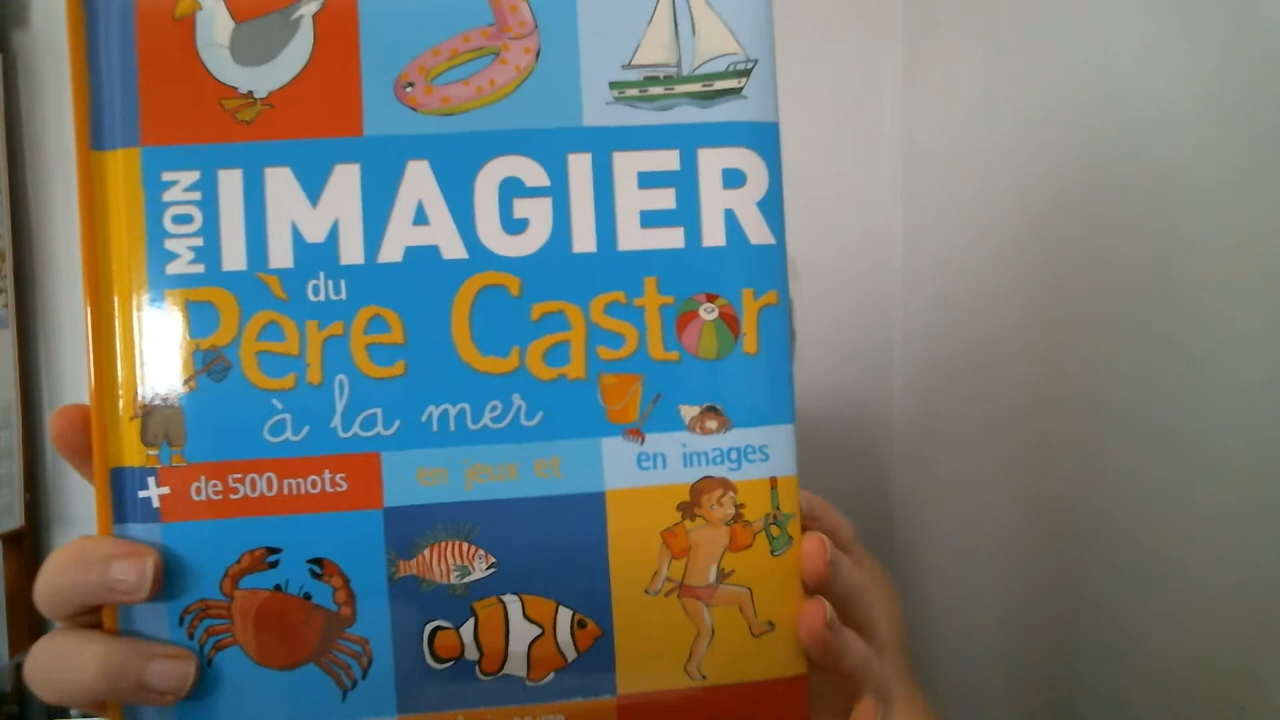 MON IMAGIER
du
Père Castor
à la mer
+ de 500 mots en jeux et en images